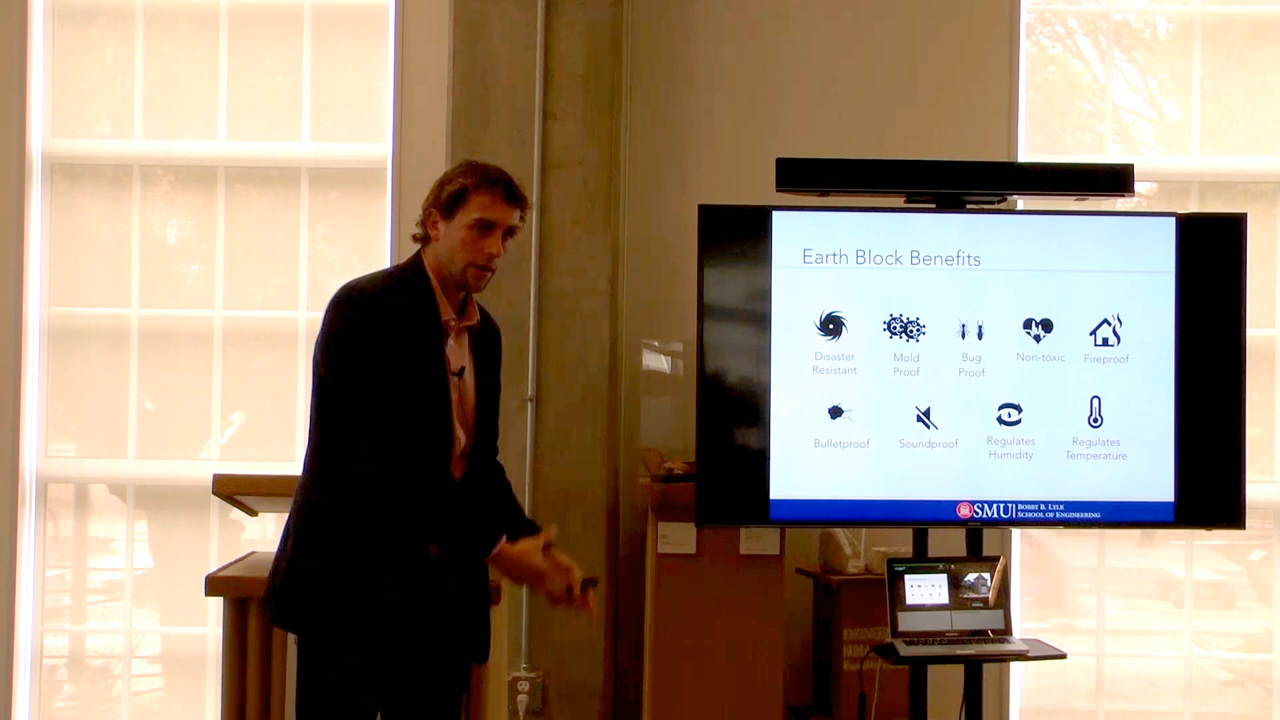 Earth Block Benefits
Disaster
Resistant
Mold
Proof
Bug
Proof
Non-toxic
Fireproof
Bulletproof
Soundproof
Regulates
Humidity
Regulates
Temperature
SMU
BOBBY B. LYLE
SCHOOL OF ENGINEERING